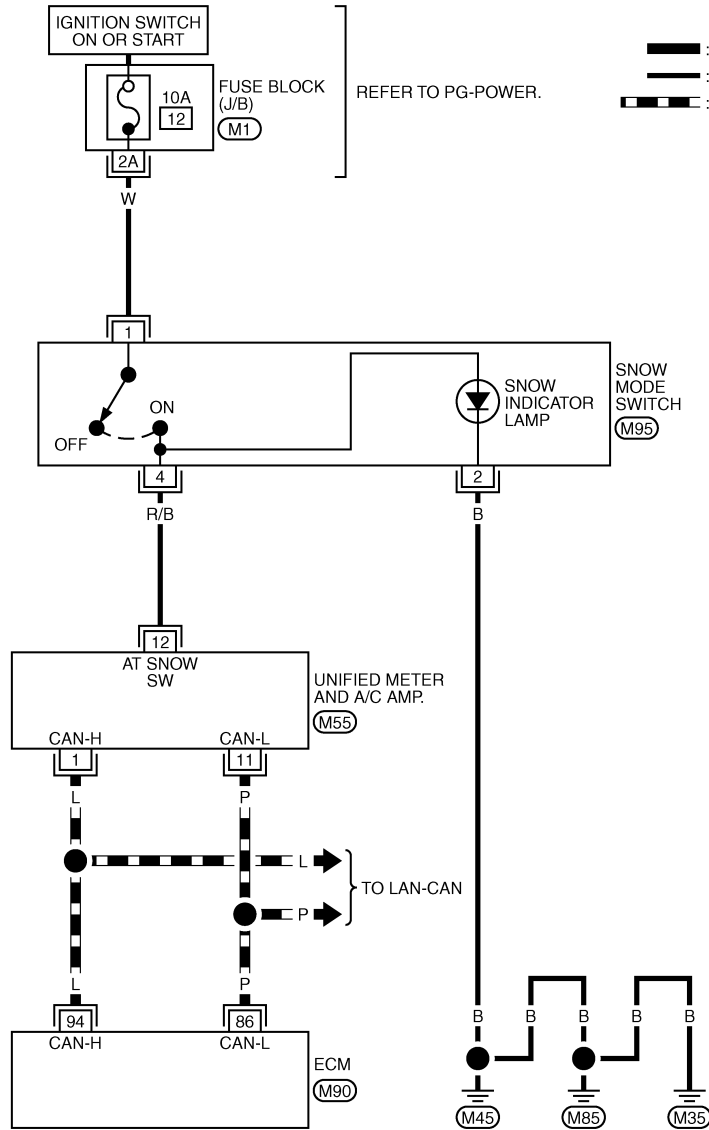 IGNITION SWITCH
ON OR START
FUSE BLOCK
(J/B)
M1
10A
12
REFER TO PG-POWER.
2A
W
:
:
:
1
OFF
ON
SNOW
INDICATOR
LAMP
SNOW
MODE
SWITCH
M95
4
2
R/B
B
12
AT SNOW
SW
UNIFIED METER
AND A/C AMP.
M55
CAN-H
CAN-L
1
11
L
P
L
P
TO LAN-CAN
L
P
94
86
CAN-H
CAN-L
ECM
M90
B
B
B
B
B
M45
M85
M35